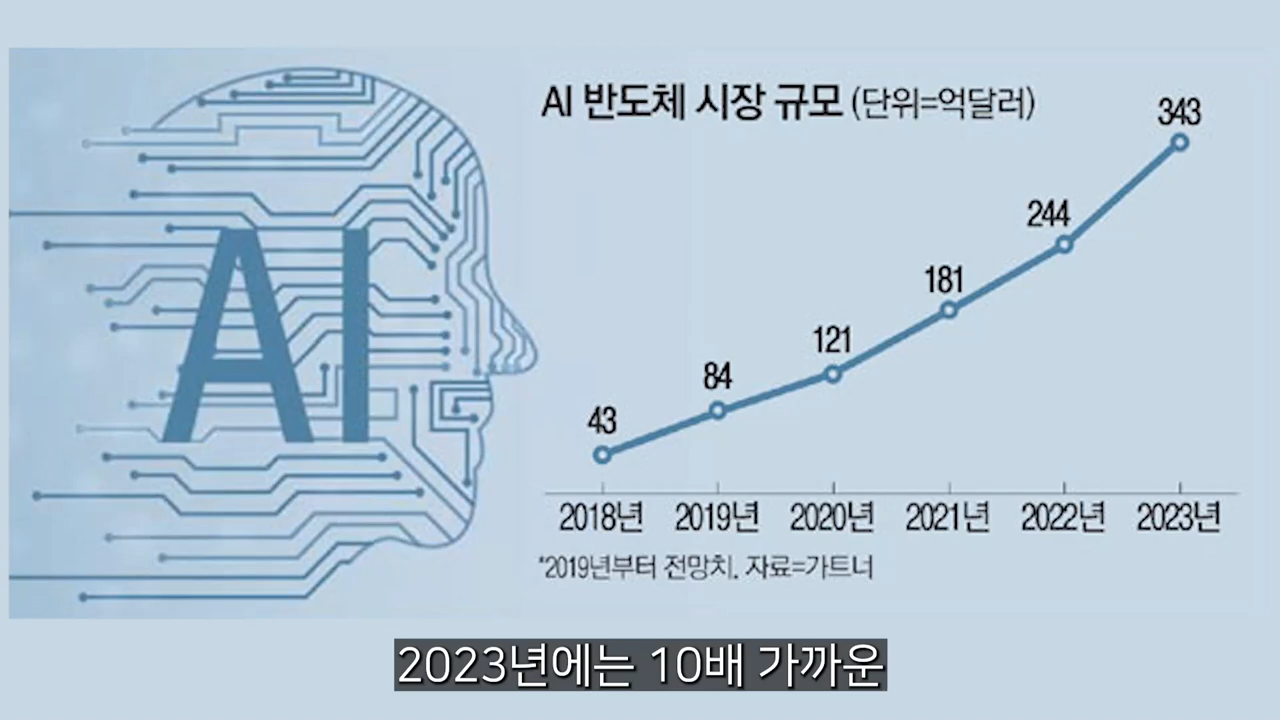 AI
AI 반도체 시장 규모 (단위=억달러)
343
244
181
121
84
43
2018년 2019년 2020년 2021년 2022년 2023년
*2019년부터 전망치. 자료=가트너
2023년에는 10배 가까운